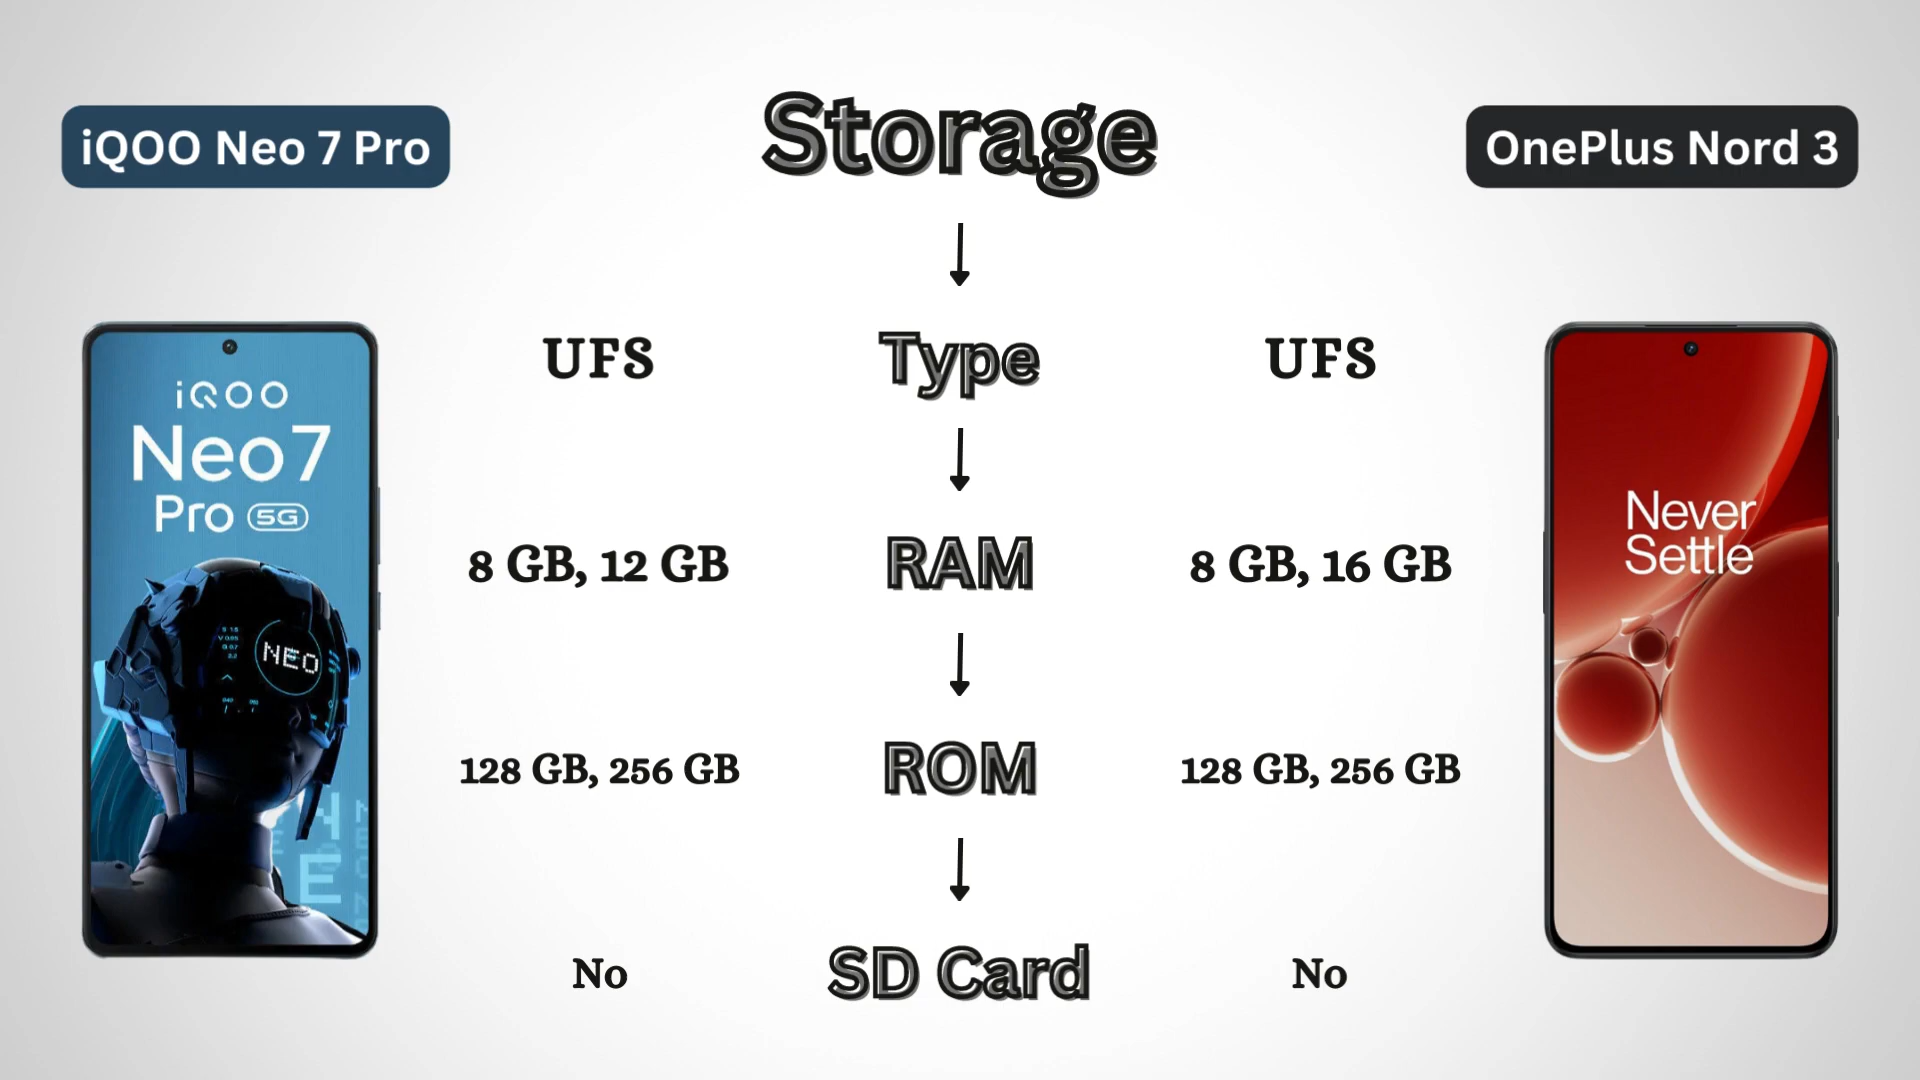 Storage
iQOO Neo 7 Pro
OnePlus Nord 3
UFS
Type
UFS
8 GB, 12 GB
RAM
8 GB, 16 GB
128 GB, 256 GB
ROM
128 GB, 256 GB
No
SD Card
No
iQOO
Neo7
Pro 5G
NEO
Never
Settle